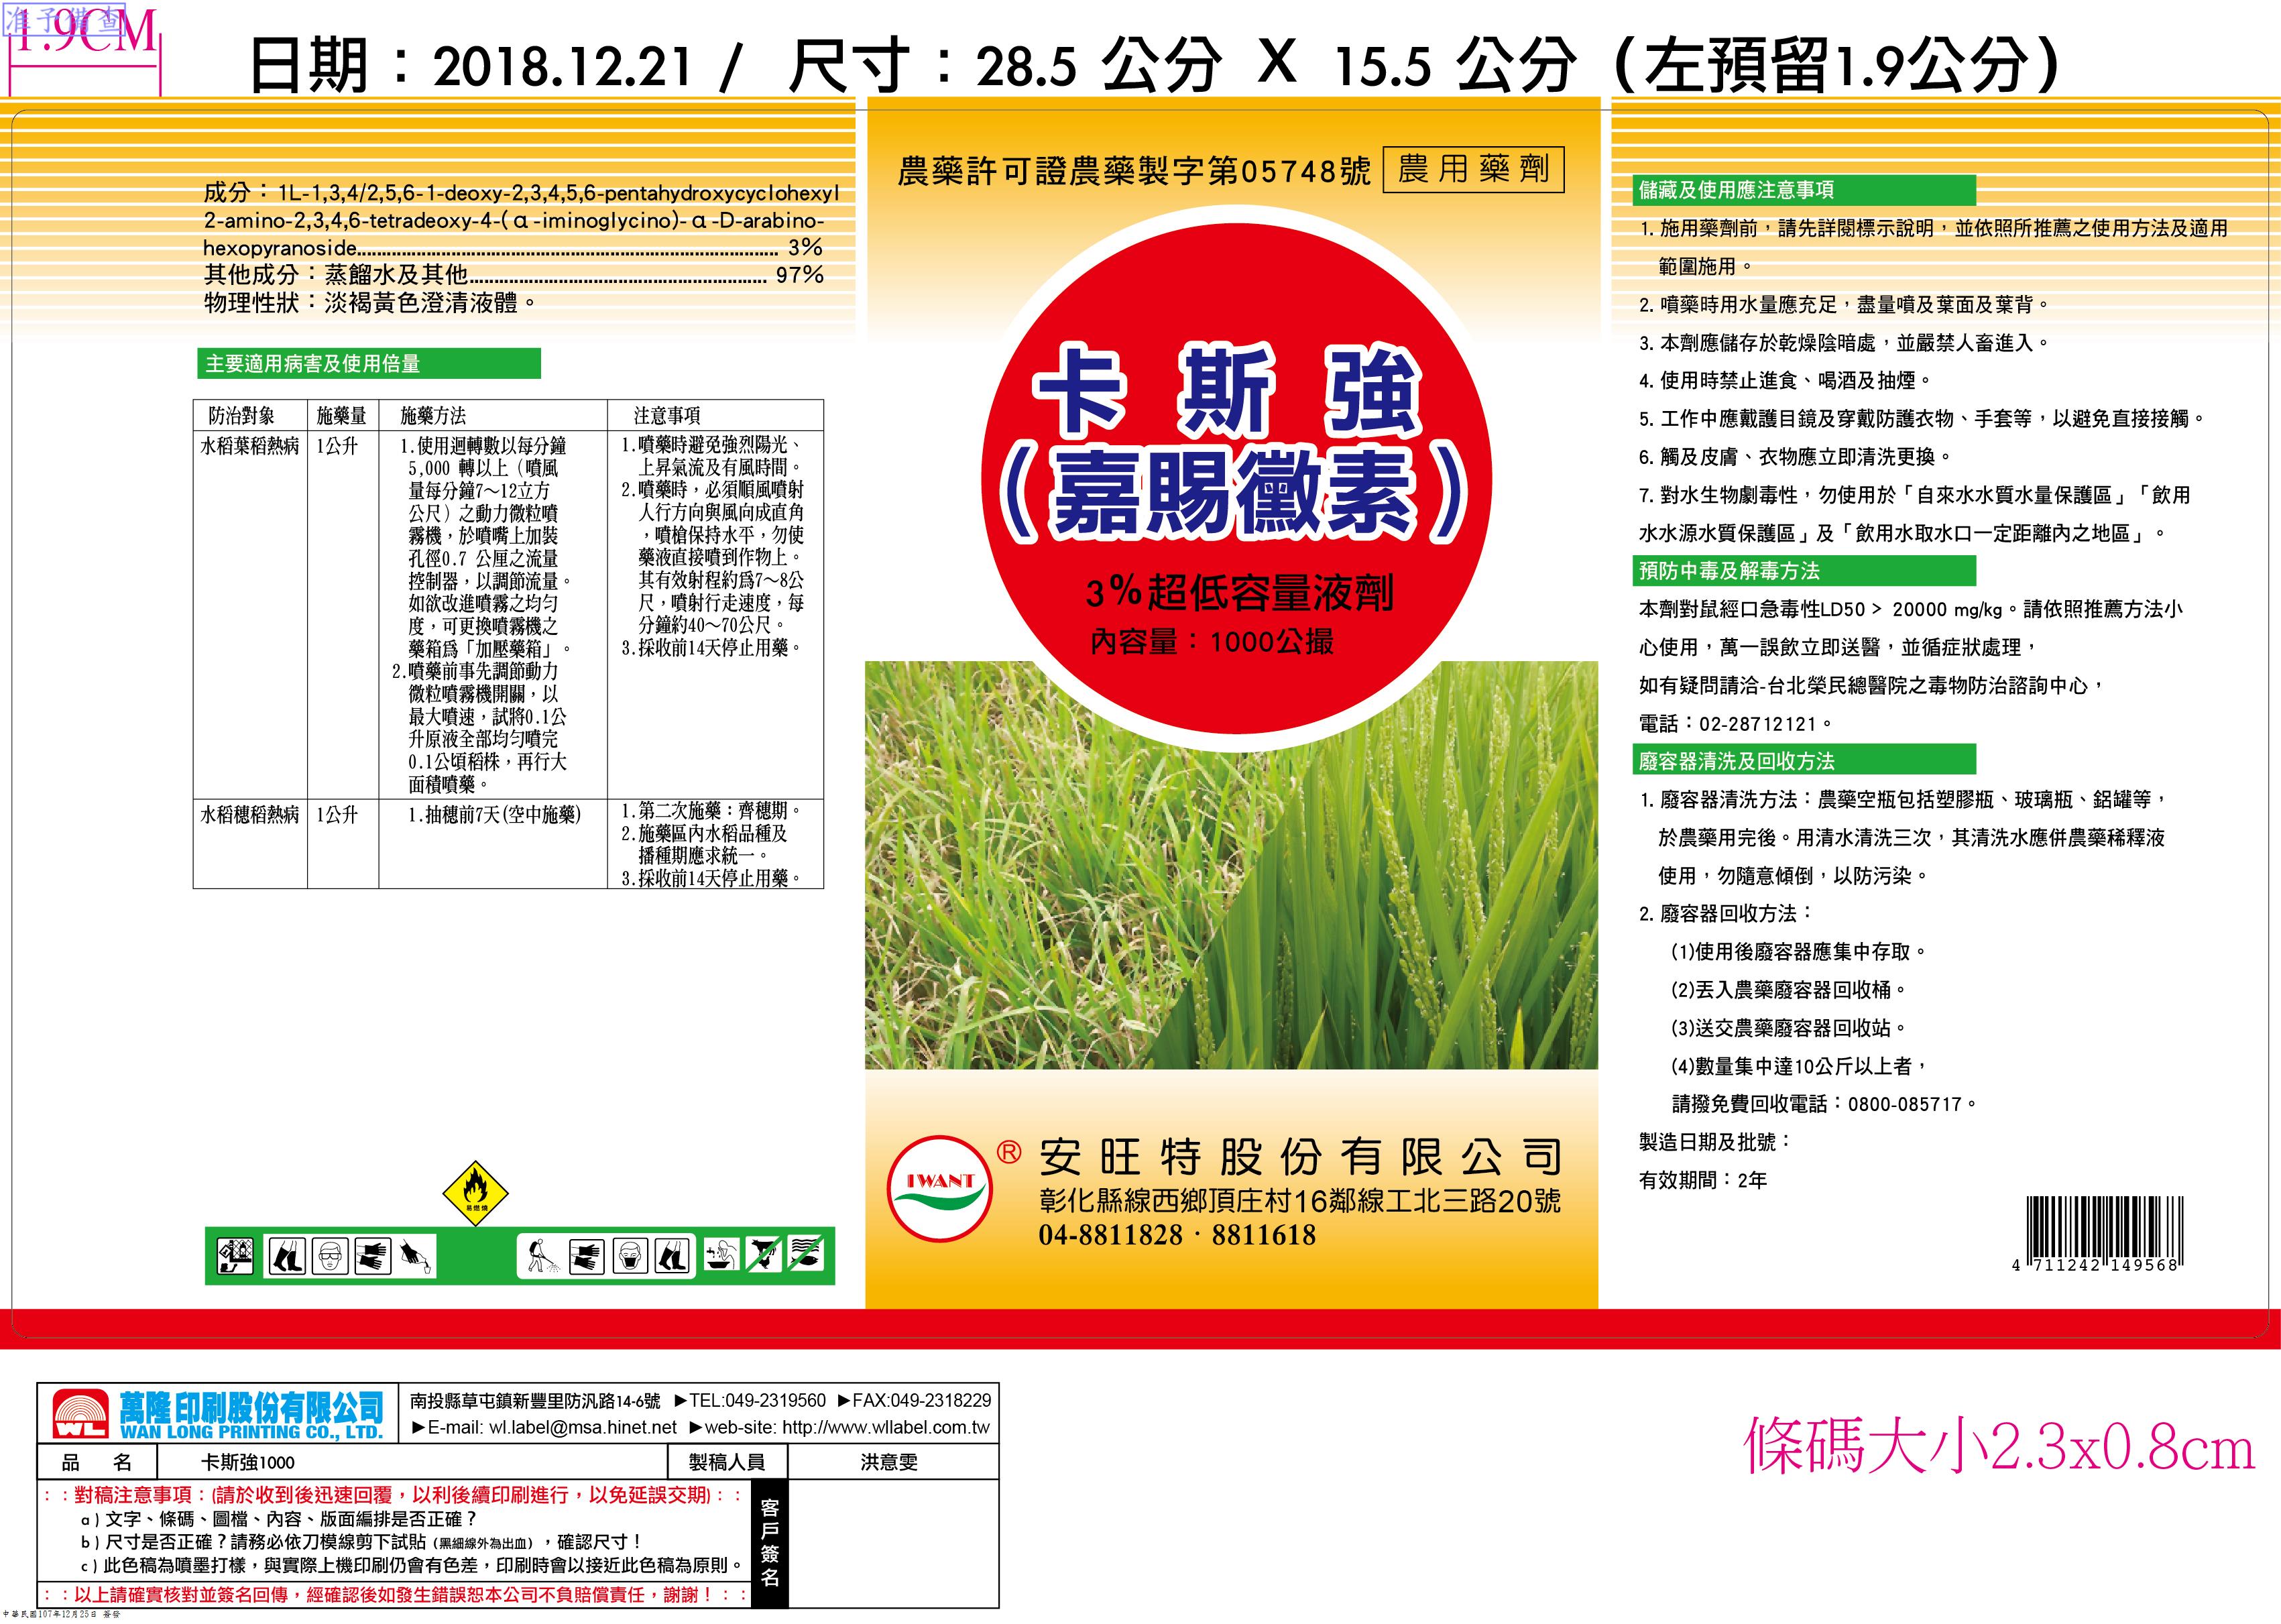 准予備查
1.9CM
日期：2018.12.21 / 尺寸：28.5 公分 X 15.5 公分（左預留1.9公分）
成分：1L-1,3,4/2,5,6-1-deoxy-2,3,4,5,6-pentahydroxycyclohexyl
2-amino-2,3,4,6-tetradeoxy-4-(α-iminoglycino)-α-D-arabino-
hexopyranoside........ 3%
其他成分：蒸餾水及其他........ 97%
物理性狀：淡褐黃色澄清液體。
主要適用病害及使用倍量
防治對象 施藥量 施藥方法 注意事項
水稻葉稻熱病 1公升
1.使用迴轉數以每分鐘
5,000 轉以上（噴風
量每分鐘7～12立方
公尺）之動力微粒噴
霧機，於噴嘴上加裝
孔徑0.7 公厘之流量
控制器，以調節流量。
如欲改進噴霧之均勻
度，可更換噴霧機之
藥箱爲「加壓藥箱」。
2.噴藥前事先調節動力
微粒噴霧機開關，以
最大噴速，試將0.1公
升原液全部均勻噴完
0.1公頃稻株，再行大
面積噴藥。
1.噴藥時避免強烈陽光、
上昇氣流及有風時間。
2.噴藥時，必須順風噴射
人行方向與風向成直角
，噴槍保持水平，勿使
藥液直接噴到作物上。
其有效射程約爲7～8公
尺，噴射行走速度，每
分鐘約40～70公尺。
3.採收前14天停止用藥。
水稻穗稻熱病 1公升 1.抽穗前7天(空中施藥)
1.第二次施藥：齊穗期。
2.施藥區內水稻品種及
播種期應求統一。
3.採收前14天停止用藥。
易燃燒
農藥許可證農藥製字第05748號 農用藥劑
卡斯強
（嘉賜黴素）
3%超低容量液劑
內容量：1000公撮
IWANT
® 安旺特股份有限公司
彰化縣線西鄉頂庄村16鄰線工北三路20號
04-8811828．8811618
儲藏及使用應注意事項
1. 施用藥劑前，請先詳閱標示說明，並依照所推薦之使用方法及適用
範圍施用。
2. 噴藥時用水量應充足，盡量噴及葉面及葉背。
3. 本劑應儲存於乾燥陰暗處，並嚴禁人畜進入。
4. 使用時禁止進食、喝酒及抽煙。
5. 工作中應戴護目鏡及穿戴防護衣物、手套等，以避免直接接觸。
6. 觸及皮膚、衣物應立即清洗更換。
7. 對水生物劇毒性，勿使用於「自來水水質水量保護區」「飲用
水水源水質保護區」及「飲用水取水口一定距離內之地區」。
預防中毒及解毒方法
本劑對鼠經口急毒性LD50 > 20000 mg/kg。請依照推薦方法小
心使用，萬一誤飲立即送醫，並循症狀處理，
如有疑問請洽-台北榮民總醫院之毒物防治諮詢中心，
電話：02-28712121。
廢容器清洗及回收方法
1. 廢容器清洗方法：農藥空瓶包括塑膠瓶、玻璃瓶、鋁罐等，
於農藥用完後。用清水清洗三次，其清洗水應併農藥稀釋液
使用，勿隨意傾倒，以防污染。
2. 廢容器回收方法：
(1)使用後廢容器應集中存取。
(2)丟入農藥廢容器回收桶。
(3)送交農藥廢容器回收站。
(4)數量集中達10公斤以上者，
請撥免費回收電話：0800-085717。
製造日期及批號：
有效期間：2年
4 711242 149568
WL 萬隆印刷股份有限公司
WAN LONG PRINTING CO., LTD.
南投縣草屯鎮新豐里防汛路14-6號 ▶TEL:049-2319560 ▶FAX:049-2318229
▶E-mail: wl.label@msa.hinet.net ▶web-site: http://www.wllabel.com.tw
品名 卡斯強1000 製稿人員 洪意雯
：：對稿注意事項：(請於收到後迅速回覆，以利後續印刷進行，以免延誤交期)：：
a ) 文字、條碼、圖檔、內容、版面編排是否正確？
b ) 尺寸是否正確？請務必依刀模線剪下試貼（黑細線外為出血），確認尺寸！
c ) 此色稿為噴墨打樣，與實際上機印刷仍會有色差，印刷時會以接近此色稿為原則。
：：以上請確實核對並簽名回傳，經確認後如發生錯誤恕本公司不負賠償責任，謝謝！：：
客戶簽名
條碼大小2.3x0.8cm
中華民國107年12月25日 簽發